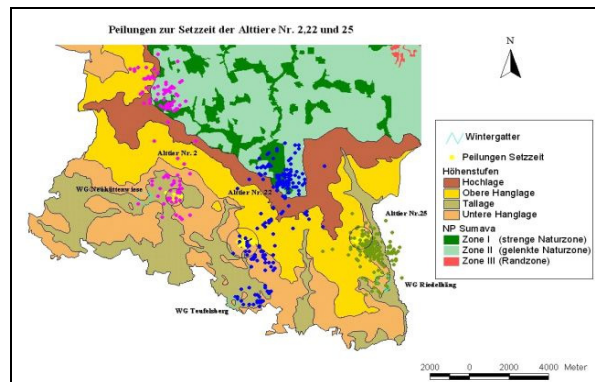 Peilungen zur Setzzeit der Alttiere Nr. 2,22 und 25
N
Alttier Nr. 2
WG Neuhüttenwiese
Alttier Nr. 22
Alttier Nr.25
WG Riedelhäng
WG Teufelsberg
Wintergatter
Peilungen Setzzeit
Höhenstufen
Hochlage
Obere Hanglage
Tallage
Untere Hanglage
NP Sumava
Zone I (strenge Naturzone)
Zone II (gelenkte Naturzone)
Zone III (Randzone)
2000 0 2000 4000 Meter